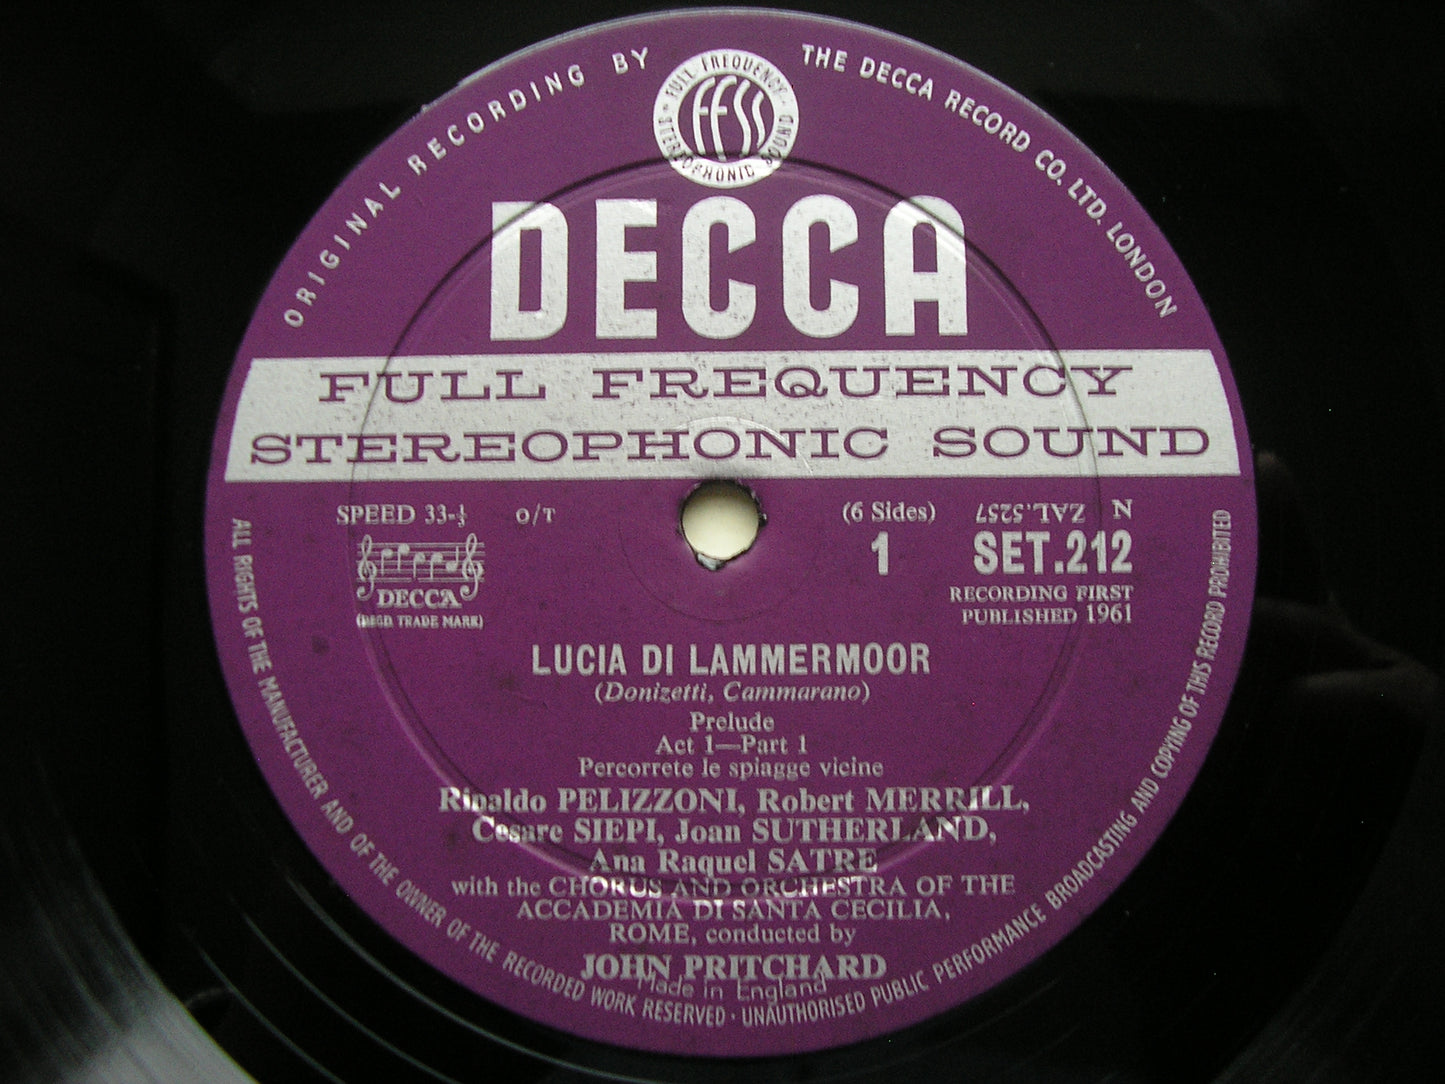 ORIGINAL RECORDING BY THE DECCA RECORD CO. LTD. LONDON
FULL FREQUENCY STEREOPHONIC SOUND
FFSS
DECCA
FULL FREQUENCY
STEREOPHONIC SOUND
SPEED 33-⅓ O/T (6 Sides) ZAL.5257 N
1 SET.212
DECCA
(REGD. TRADE MARK)
RECORDING FIRST
PUBLISHED 1961
LUCIA DI LAMMERMOOR
(Donizetti, Cammarano)
Prelude
Act 1—Part 1
Percorrete le spiagge vicine
Rinaldo PELIZZONI, Robert MERRILL,
Cesare SIEPI, Joan SUTHERLAND,
Ana Raquel SATRE
with the CHORUS AND ORCHESTRA OF THE
ACCADEMIA DI SANTA CECILIA,
ROME, conducted by
JOHN PRITCHARD
Made in England
ALL RIGHTS OF THE MANUFACTURER AND OF THE OWNER OF THE RECORDED WORK RESERVED · UNAUTHORISED PUBLIC PERFORMANCE BROADCASTING AND COPYING OF THIS RECORD PROHIBITED